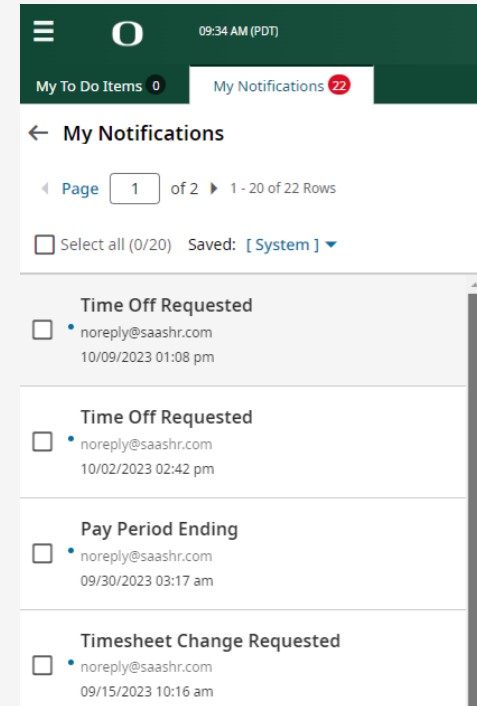 O 09:34 AM (PDT)
My To Do Items 0 My Notifications 22
← My Notifications
Page 1 of 2 1 - 20 of 22 Rows
Select all (0/20) Saved: [ System ]
Time Off Requested
noreply@saashr.com
10/09/2023 01:08 pm
Time Off Requested
noreply@saashr.com
10/02/2023 02:42 pm
Pay Period Ending
noreply@saashr.com
09/30/2023 03:17 am
Timesheet Change Requested
noreply@saashr.com
09/15/2023 10:16 am